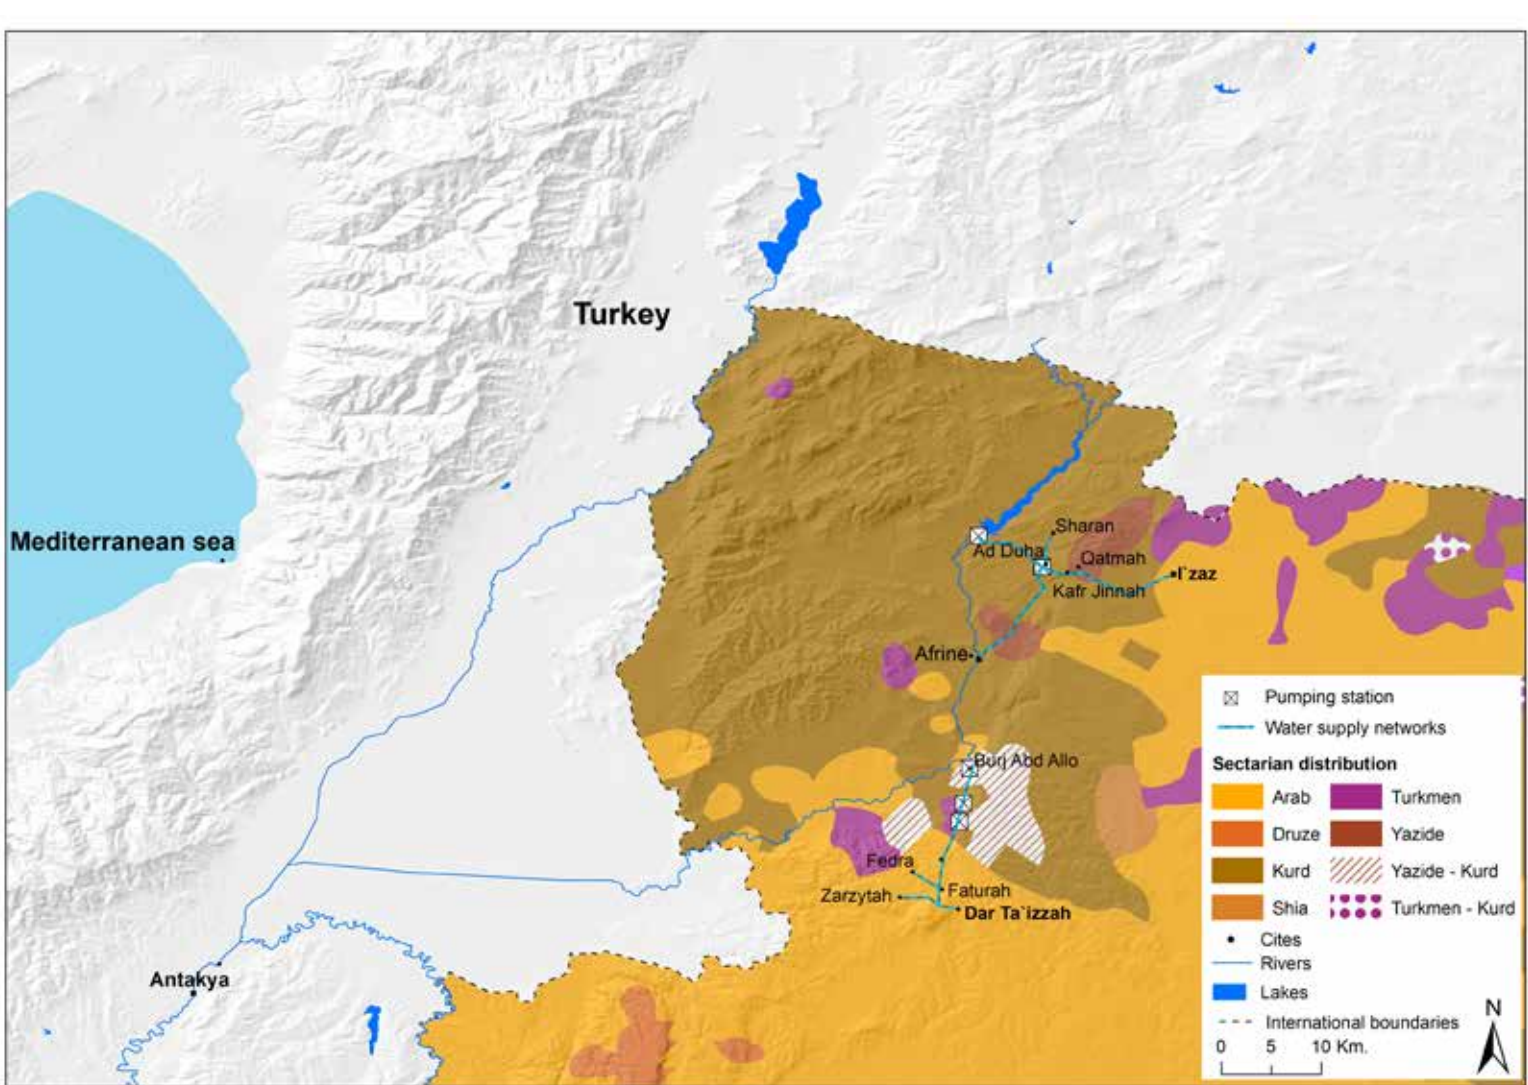 Turkey
Mediterranean sea
Sharan
Ad Duha
Qatmah
I`zaz
Kafr Jinnah
Afrine
Burj Abd Allo
Fedra
Zarzytah
Faturah
Dar Ta`izzah
Antakya
Pumping station
Water supply networks
Sectarian distribution
Arab
Turkmen
Druze
Yazide
Kurd
Yazide - Kurd
Shia
Turkmen - Kurd
Cites
Rivers
Lakes
International boundaries
N
0 5 10 Km.